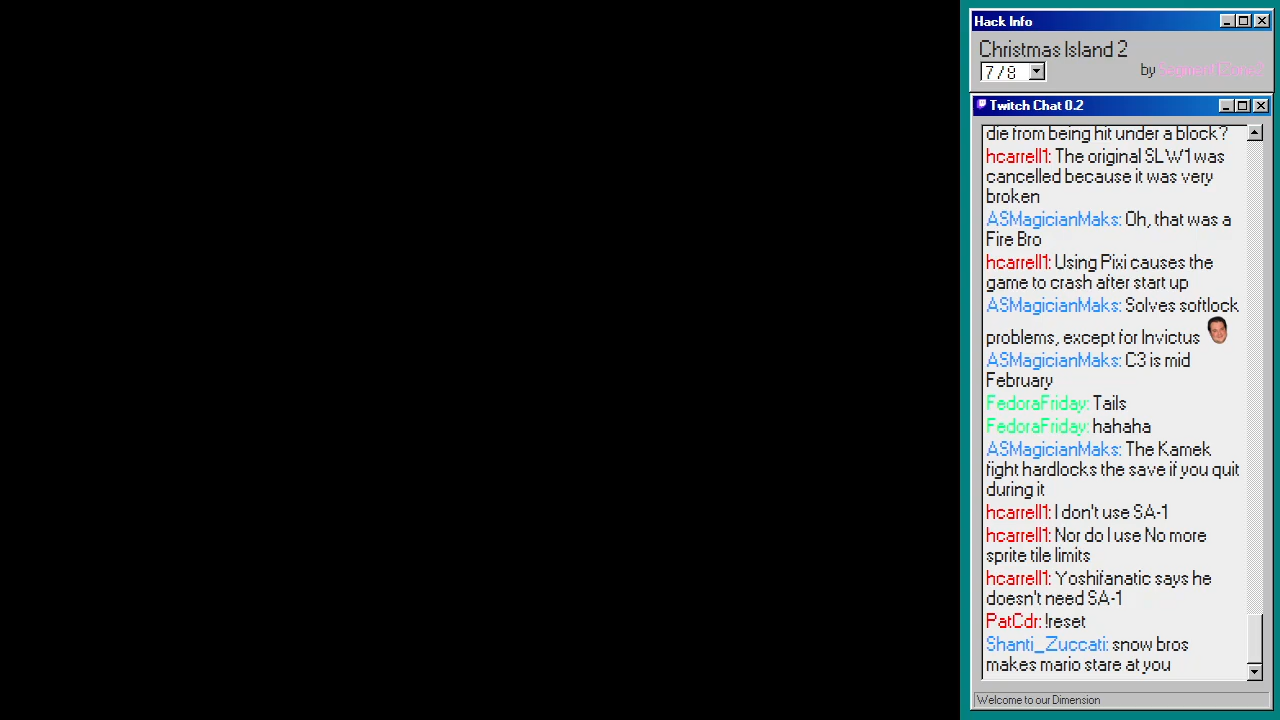 Hack Info
Christmas Island 2
7/8
by
Twitch Chat 0.2
die from being hit under a block?
hcarrell1: The original SLW1 was
cancelled because it was very
broken
ASMagicianMaks: Oh, that was a
Fire Bro
hcarrell1: Using Pixi causes the
game to crash after start up
ASMagicianMaks: Solves softlock
problems, except for Invictus
ASMagicianMaks: C3 is mid
February
FedoraFriday: Tails
FedoraFriday: hahaha
ASMagicianMaks: The Kamek
fight hardlocks the save if you quit
during it
hcarrell1: I don't use SA-1
hcarrell1: Nor do I use No more
sprite tile limits
hcarrell1: Yoshifanatic says he
doesn't need SA-1
PatCdr: !reset
Shanti_Zuccati: snow bros
makes mario stare at you
Welcome to our Dimension